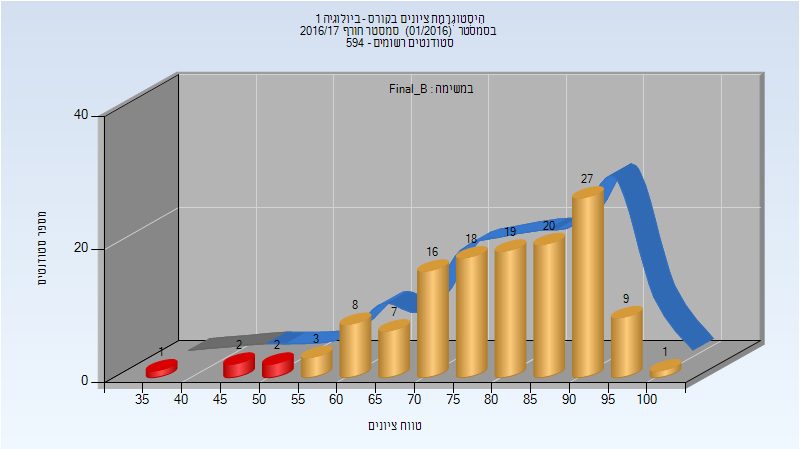 היסטוגרמת ציונים בקורס - ביולוגיה 1
בסמסטר (01/2016) סמסטר חורף 2016/17
סטודנטים רשומים - 594
במשימה : Final_B
מספר סטודנטים
40
20
0
1
2
2
3
8
7
16
18
19
20
27
9
1
35 40 45 50 55 60 65 70 75 80 85 90 95 100
טווח ציונים